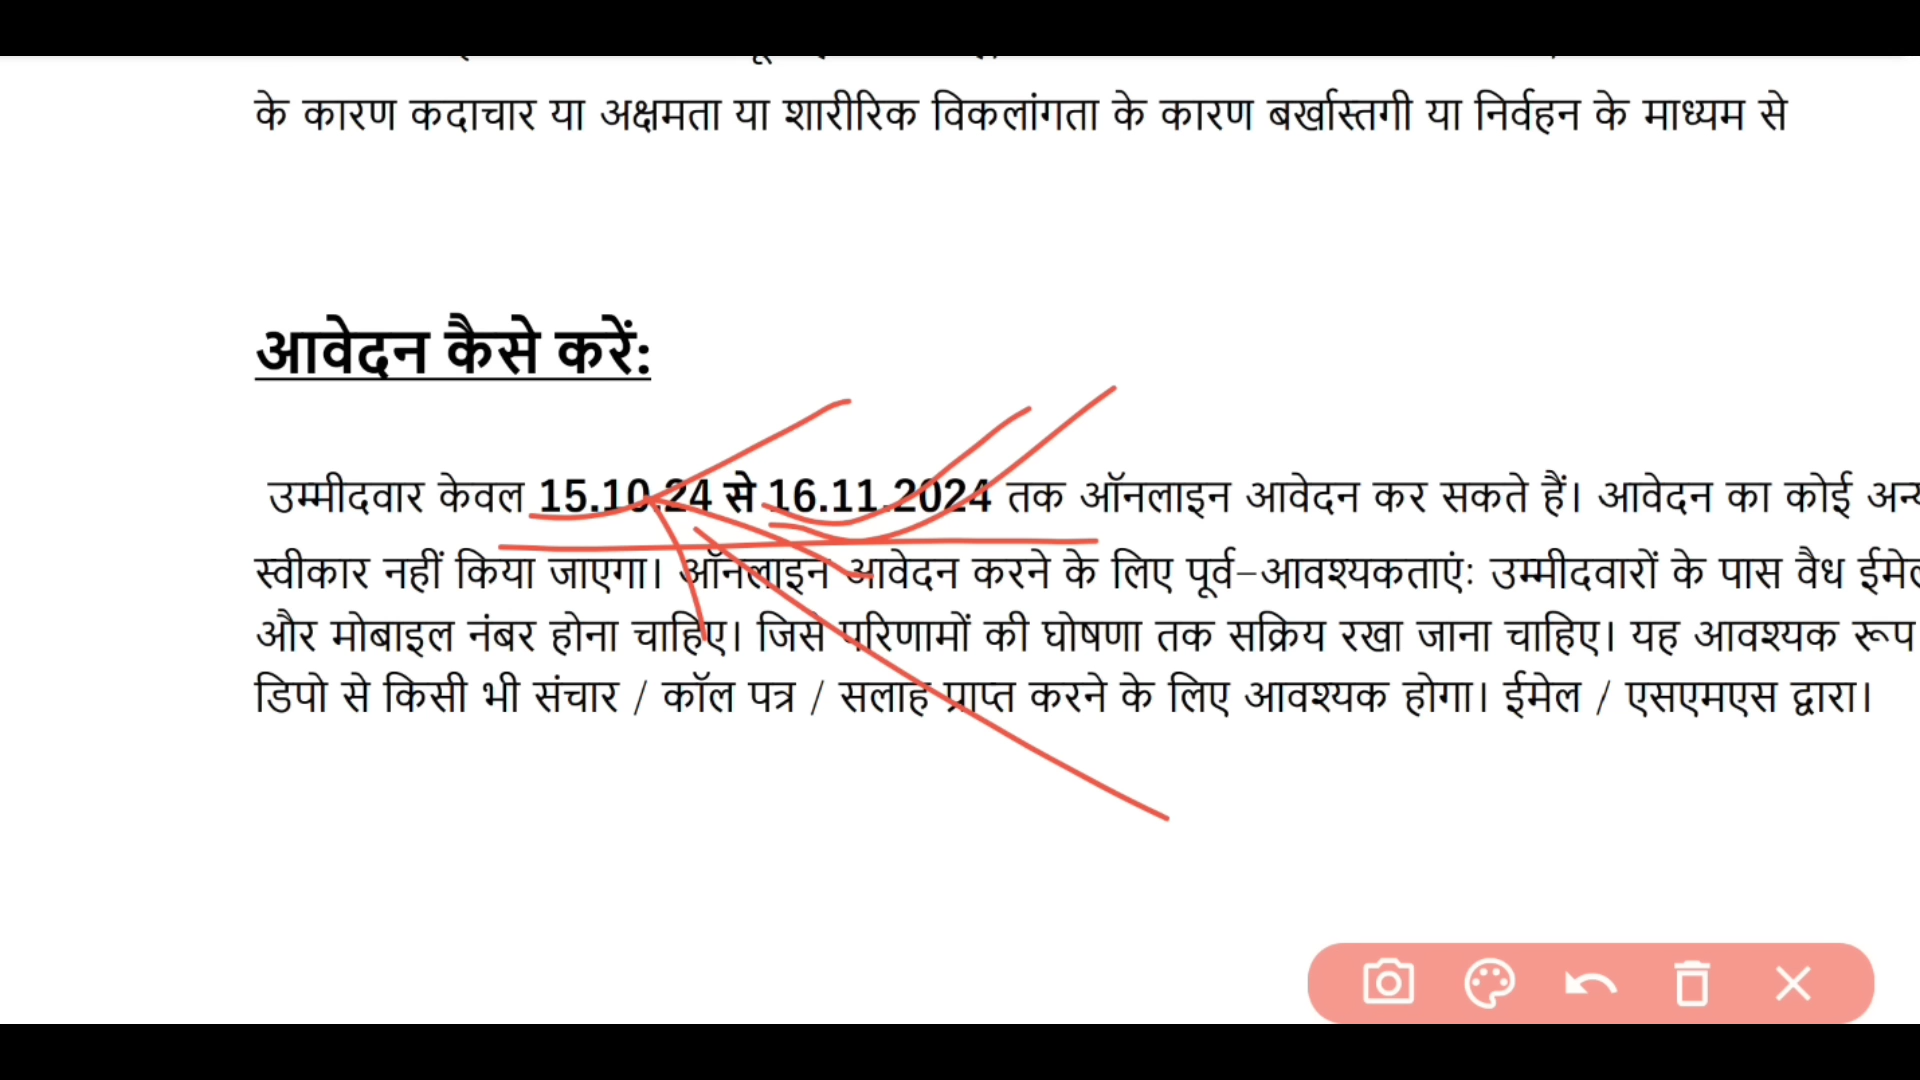 के कारण कदाचार या अक्षमता या शारीरिक विकलांगता के कारण बर्खास्तगी या निर्वहन के माध्यम से
आवेदन कैसे करें:
उम्मीदवार केवल 15.10.24 से 16.11.2024 तक ऑनलाइन आवेदन कर सकते हैं। आवेदन का कोई
स्वीकार नहीं किया जाएगा। ऑनलाइन आवेदन करने के लिए पूर्व-आवश्यकताएं: उम्मीदवारों के पास वैध
और मोबाइल नंबर होना चाहिए। जिसे परिणामों की घोषणा तक सक्रिय रखा जाना चाहिए। यह आवश्यक रूप
डिपो से किसी भी संचार / कॉल पत्र / सलाह प्राप्त करने के लिए आवश्यक होगा। ईमेल / एसएमएस द्वारा।